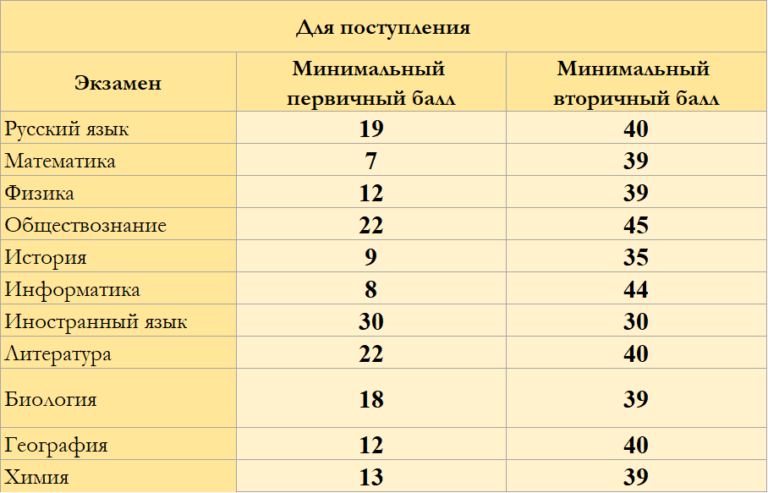 Для поступления
Экзамен
Минимальный
первичный балл
Минимальный
вторичный балл
Русский язык 19 40
Математика 7 39
Физика 12 39
Обществознание 22 45
История 9 35
Информатика 8 44
Иностранный язык 30 30
Литература 22 40
Биология 18 39
География 12 40
Химия 13 39